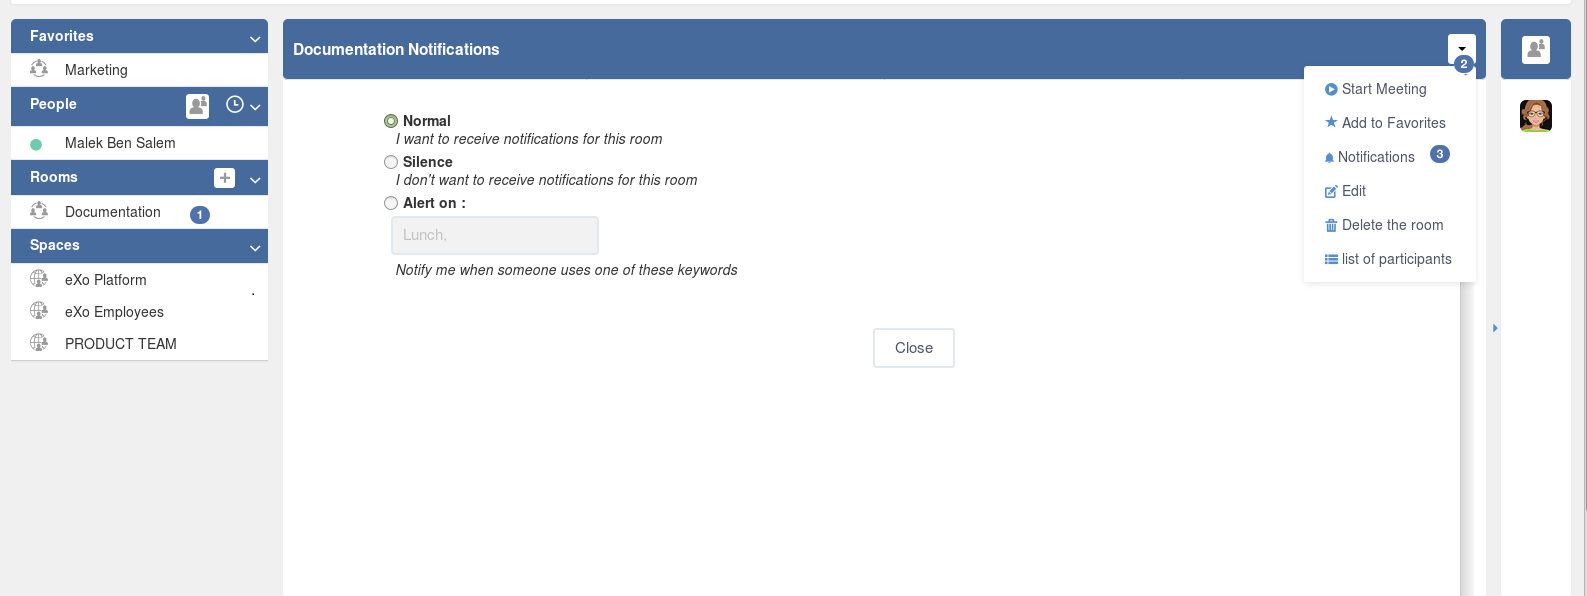 Favorites
Marketing
People
Malek Ben Salem
Rooms
Documentation 1
Spaces
eXo Platform
eXo Employees
PRODUCT TEAM
Documentation Notifications
2
Normal
I want to receive notifications for this room
Silence
I don't want to receive notifications for this room
Alert on :
Lunch,
Notify me when someone uses one of these keywords
Close
Start Meeting
Add to Favorites
Notifications 3
Edit
Delete the room
list of participants